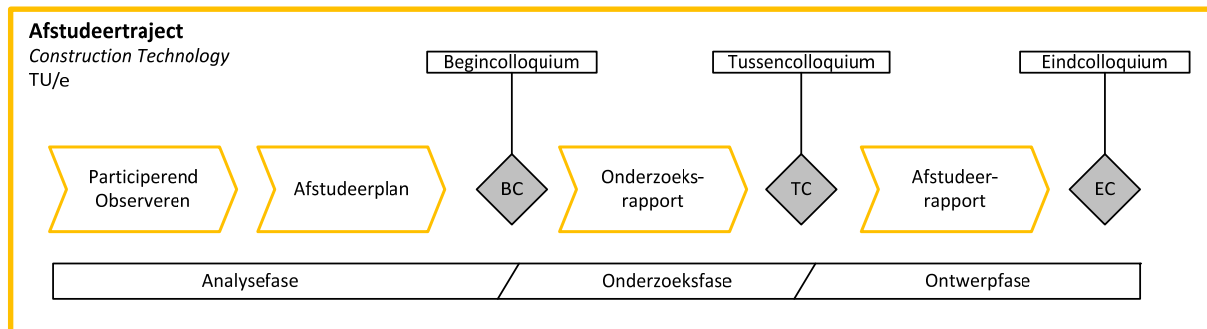 Afstudeertraject
Construction Technology
TU/e
Begincolloquium
Tussencolloquium
Eindcolloquium
Participerend
Observeren
Afstudeerplan
BC
Onderzoeks-
rapport
TC
Afstudeer-
rapport
EC
Analysefase
Onderzoeksfase
Ontwerpfase